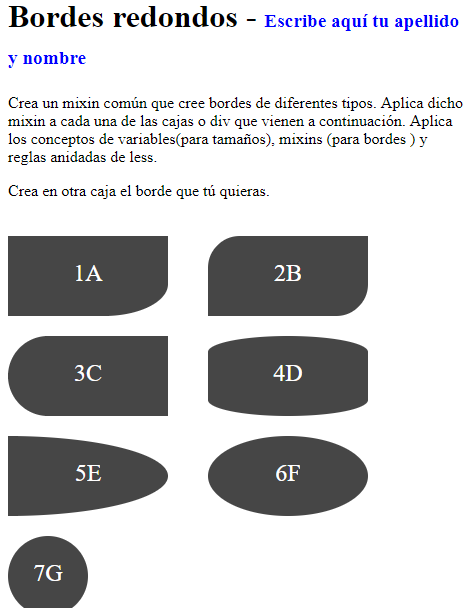 Bordes redondos - Escribe aquí tu apellido
y nombre
Crea un mixin común que cree bordes de diferentes tipos. Aplica dicho
mixin a cada una de las cajas o div que vienen a continuación. Aplica
los conceptos de variables(para tamaños), mixins (para bordes ) y
reglas anidadas de less.
Crea en otra caja el borde que tú quieras.
1A
2B
3C
4D
5E
6F
7G